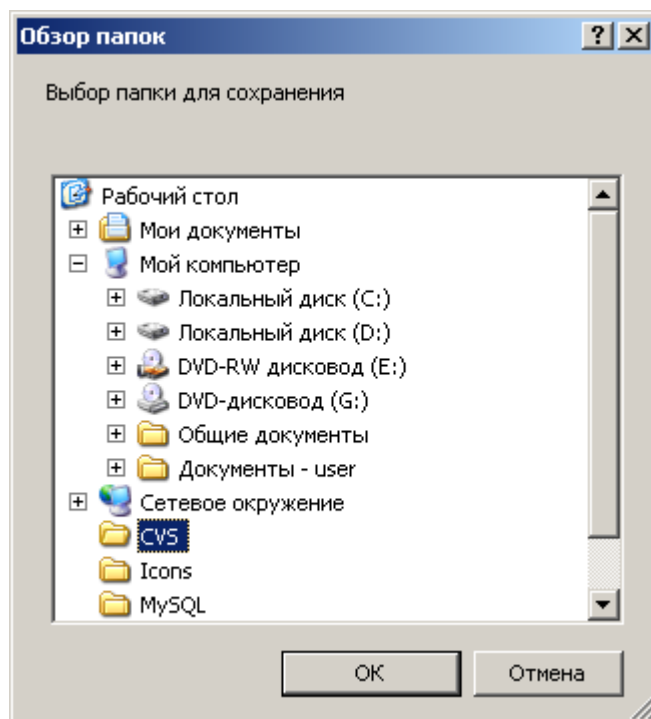 Обзор папок
Выбор папки для сохранения
Рабочий стол
Мои документы
Мой компьютер
Локальный диск (C:)
Локальный диск (D:)
DVD-RW дисковод (E:)
DVD-дисковод (G:)
Общие документы
Документы - user
Сетевое окружение
CVS
Icons
MySQL
ОК
Отмена